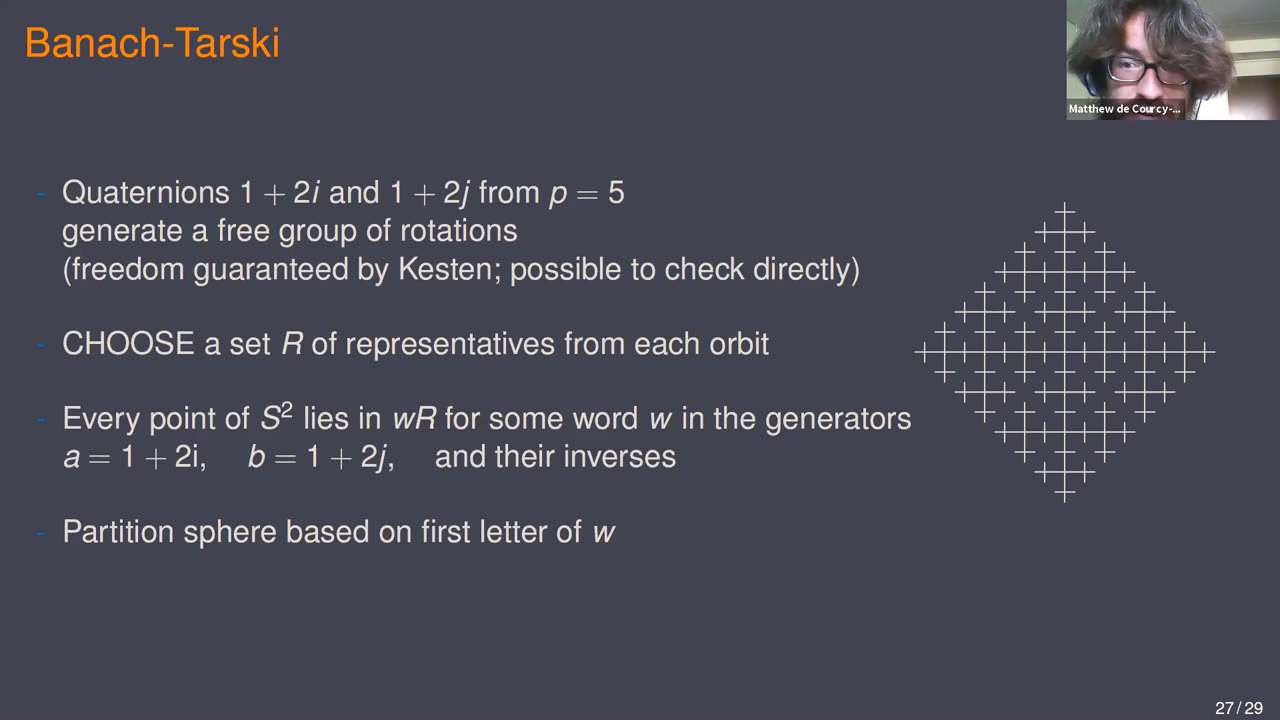 Banach-Tarski
Matthew de Courcy-...
- Quaternions 1 + 2i and 1 + 2j from p = 5
generate a free group of rotations
(freedom guaranteed by Kesten; possible to check directly)
- CHOOSE a set R of representatives from each orbit
- Every point of S² lies in wR for some word w in the generators
a = 1 + 2i, b = 1 + 2j, and their inverses
- Partition sphere based on first letter of w
27 / 29